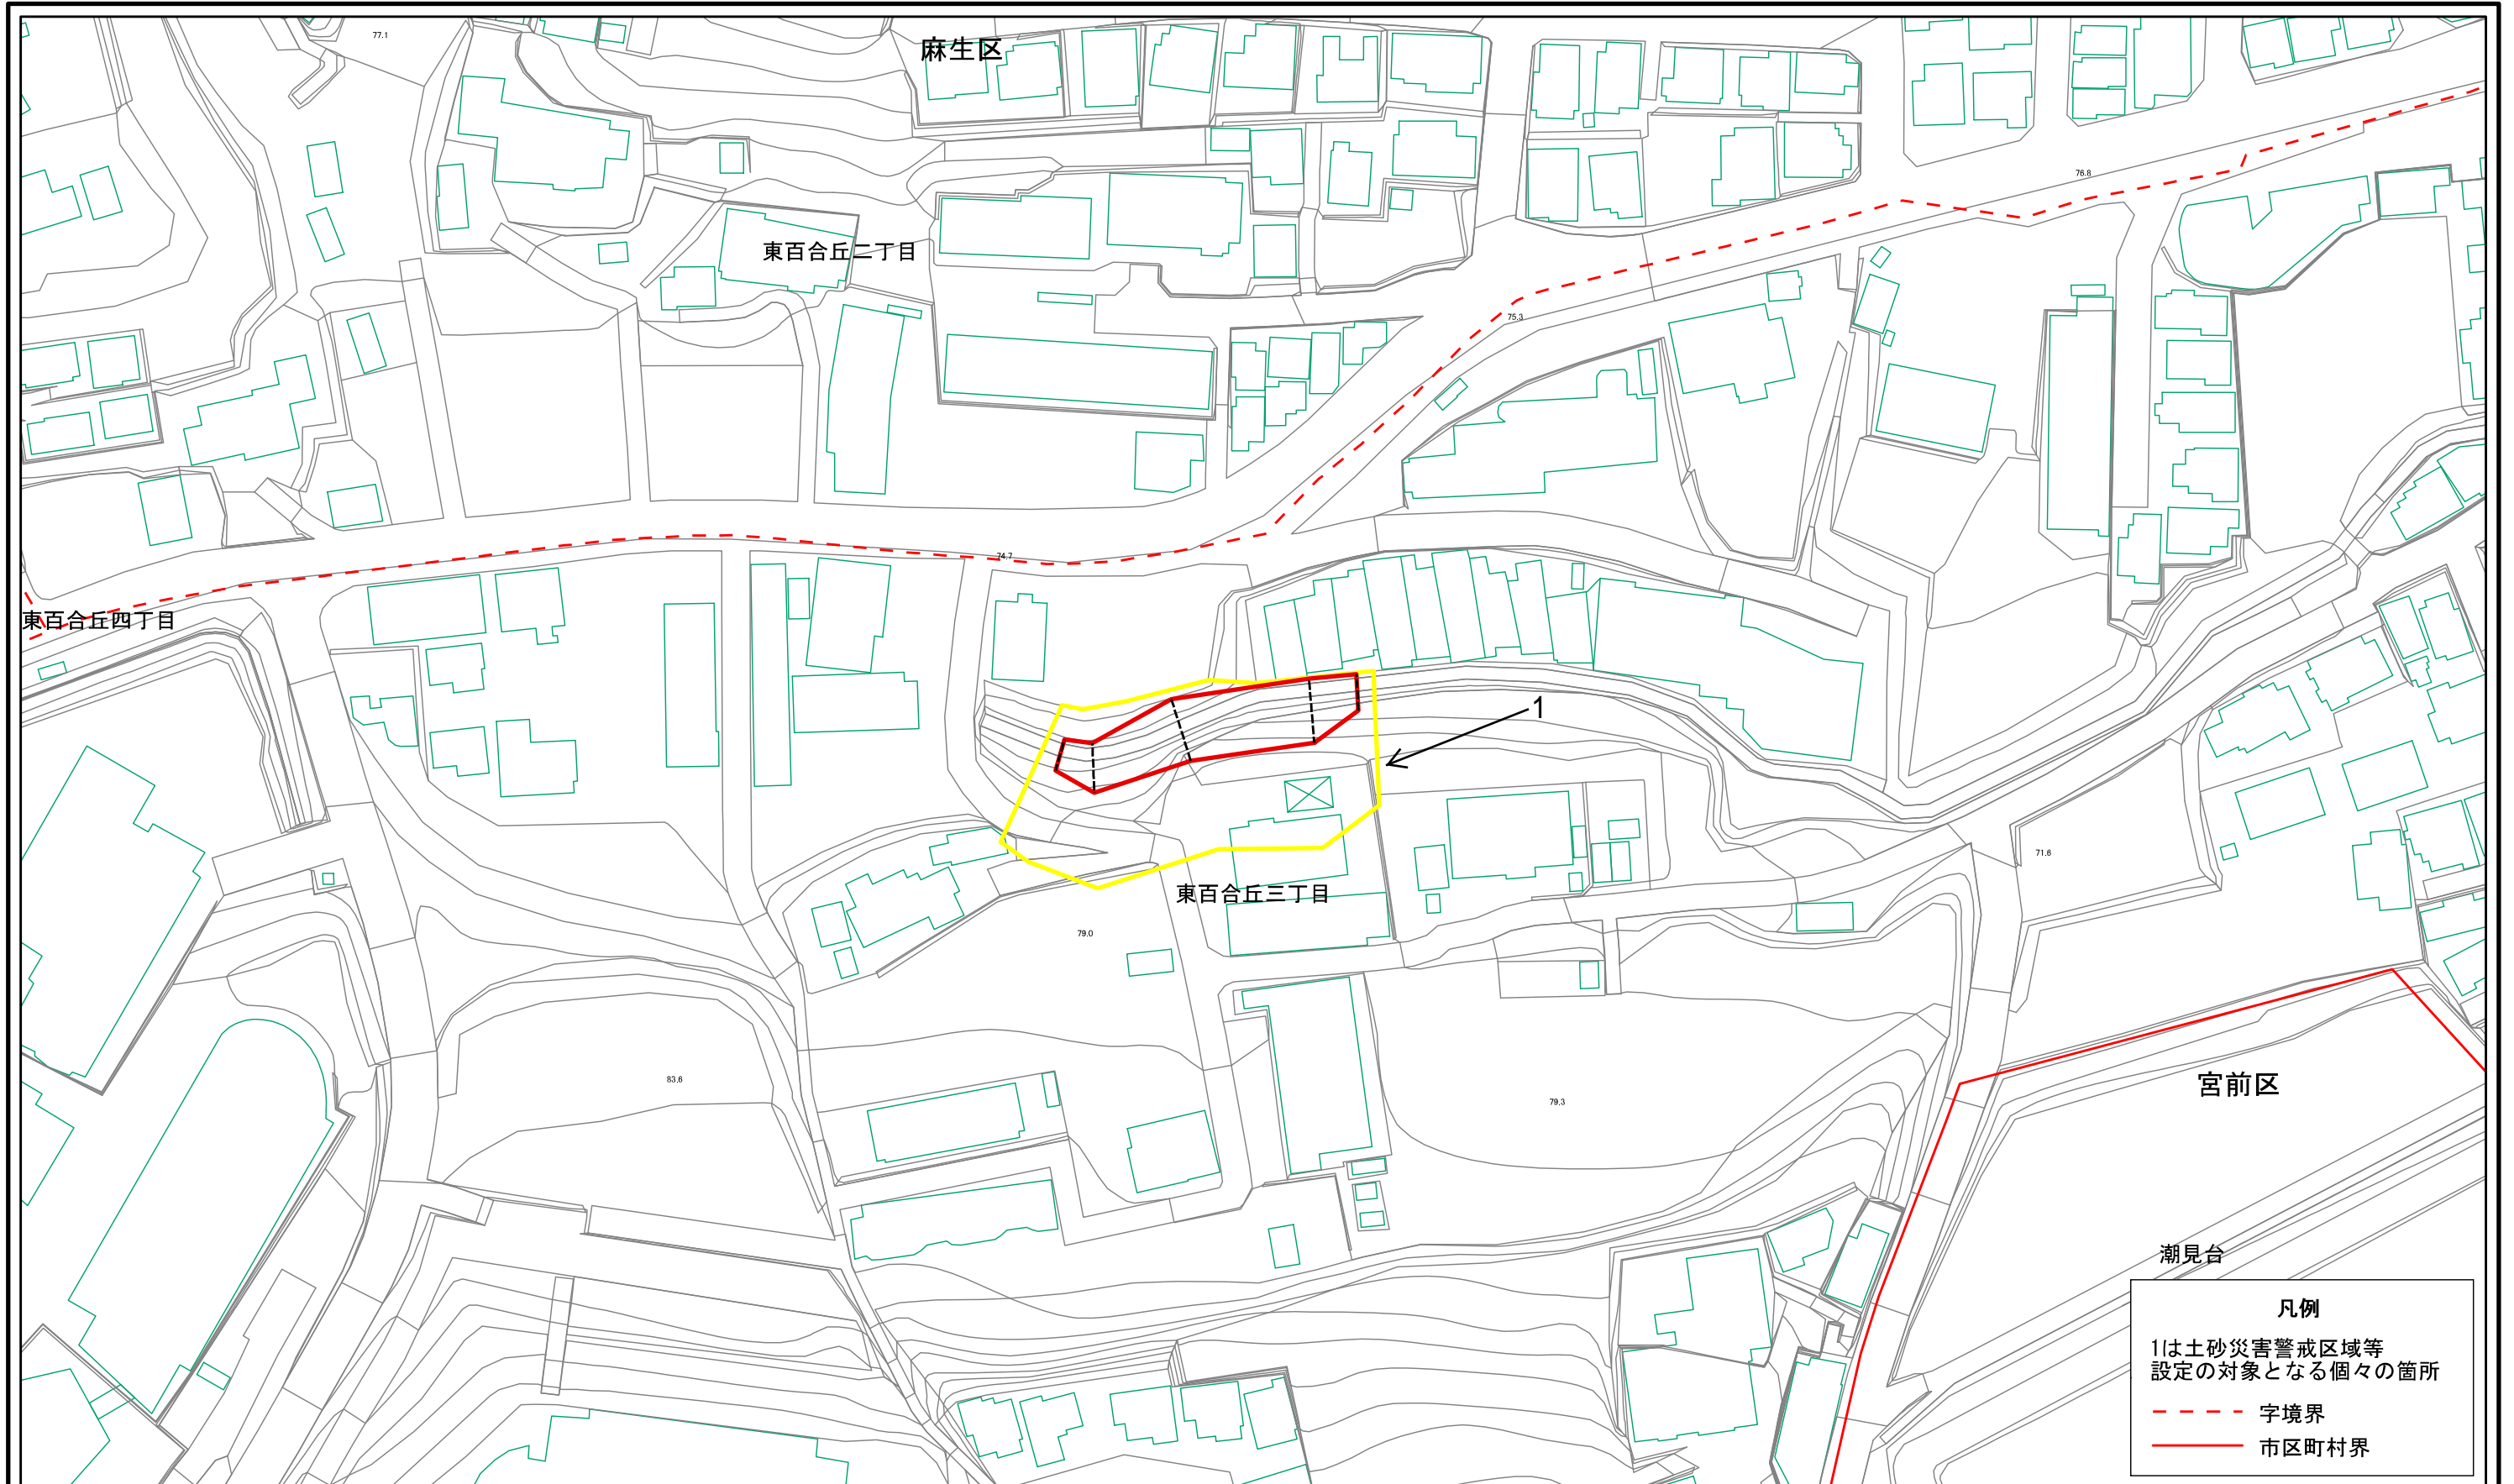 77.1
麻生区
76.8
東百合丘二丁目
75.3
74.7
東百合丘四丁目
1
71.6
東百合丘三丁目
79.0
83.6
宮前区
79.3
潮見台
凡例
1は土砂災害警戒区域等
設定の対象となる個々の箇所
字境界
市区町村界